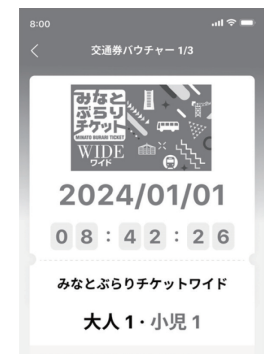 8:00
交通券バウチャー 1/3
みなと
ぶらり
チケット
MINATO BURARI TICKET
WIDE
ワイド
2024/01/01
08:42:26
みなとぶらりチケットワイド
大人 1・小児 1